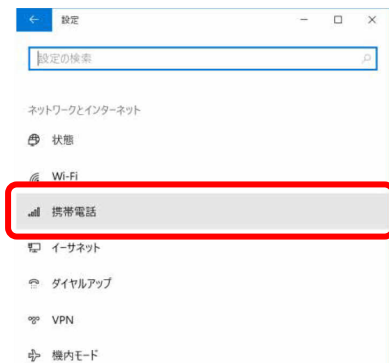 設定
設定の検索
ネットワークとインターネット
状態
Wi-Fi
携帯電話
イーサネット
ダイヤルアップ
VPN
機内モード